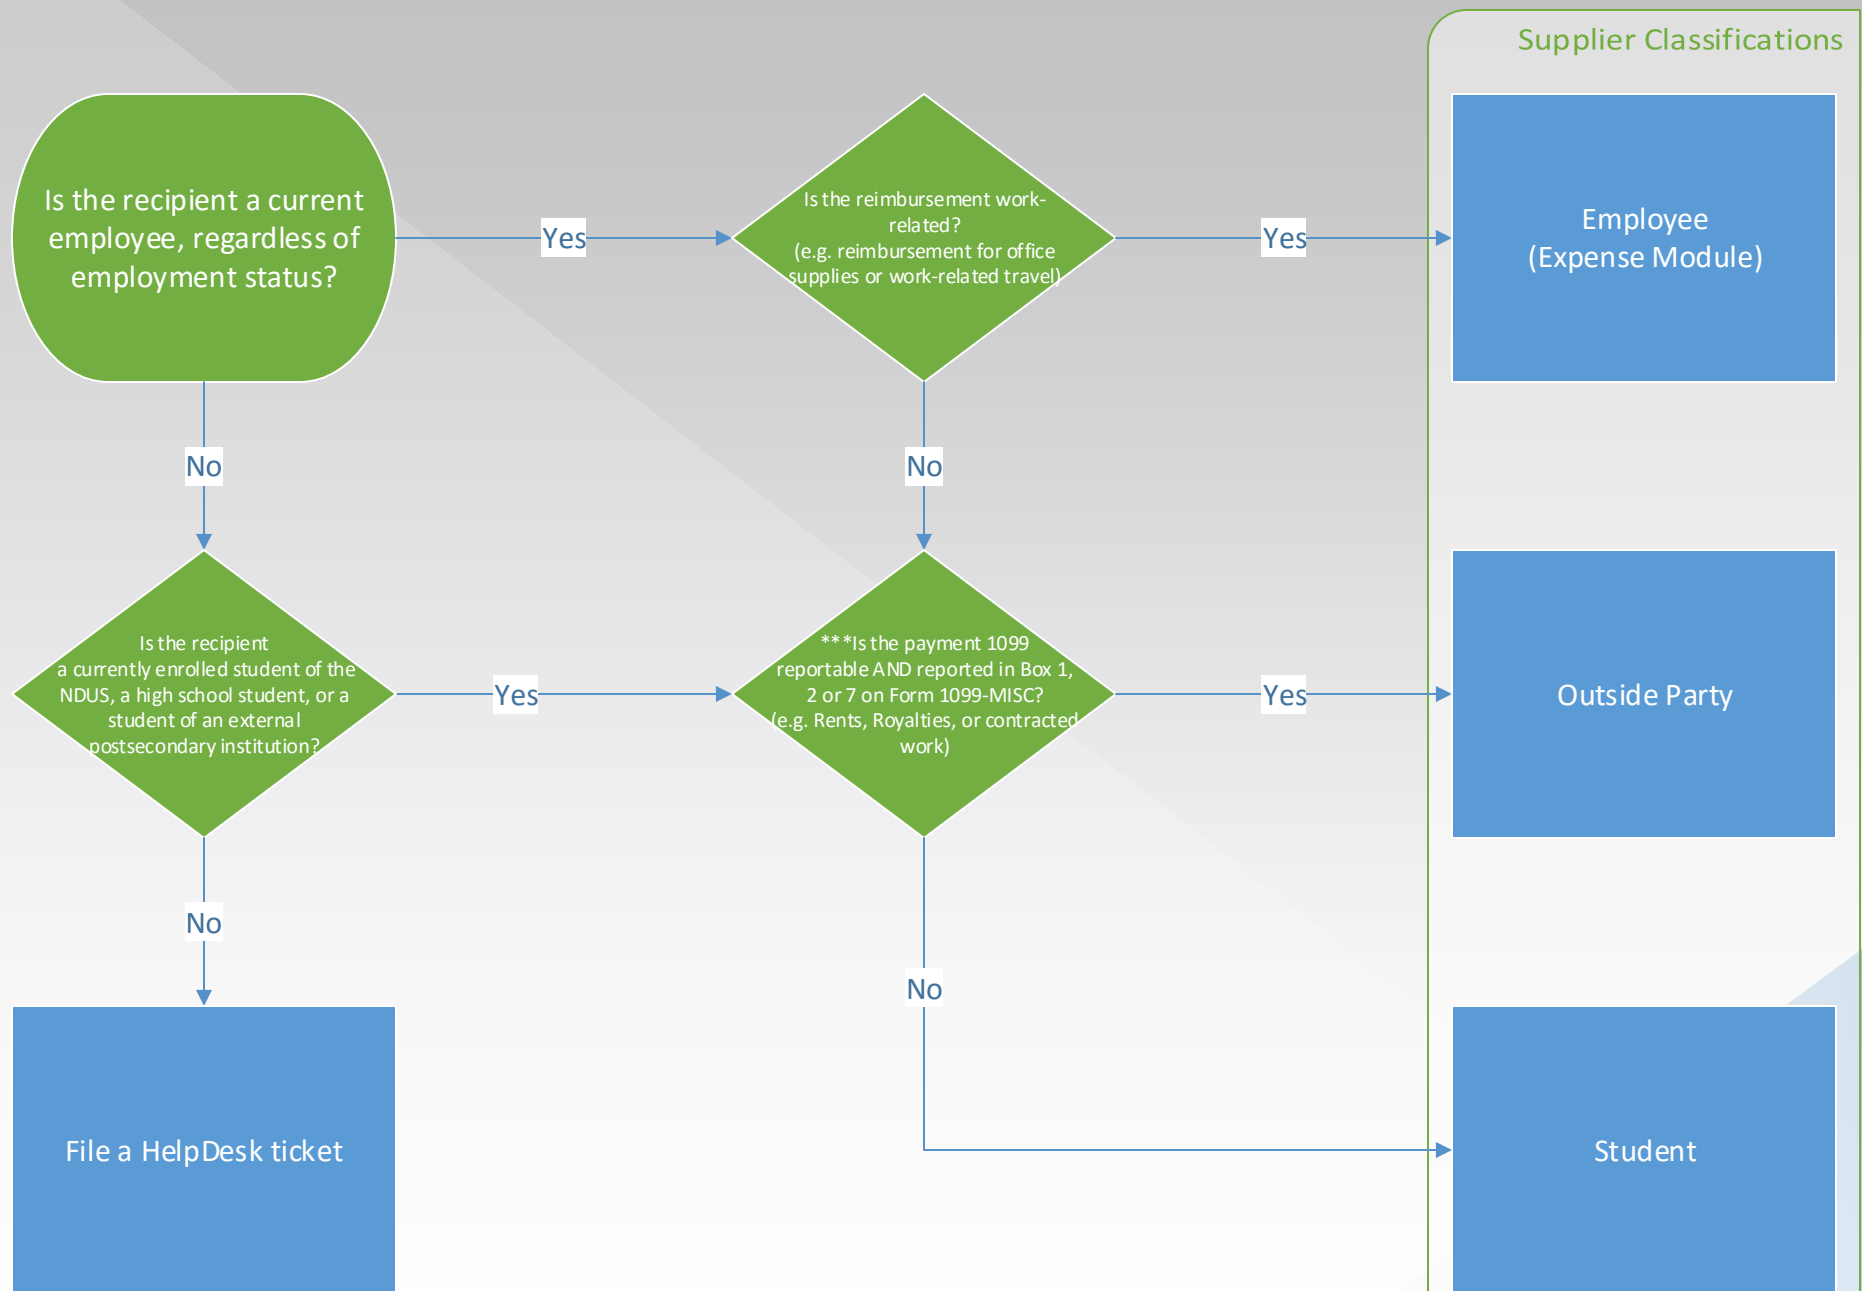 Supplier Classifications
Is the recipient a current
employee, regardless of
employment status?
Yes
Is the reimbursement work-
related?
(e.g. reimbursement for office
supplies or work-related travel)
Yes
Employee
(Expense Module)
No
No
Is the recipient
a currently enrolled student of the
NDUS, a high school student, or a
student of an external
postsecondary institution?
Yes
***Is the payment 1099
reportable AND reported in Box 1,
2 or 7 on Form 1099-MISC?
(e.g. Rents, Royalties, or contracted
work)
Yes
Outside Party
No
No
File a HelpDesk ticket
Student